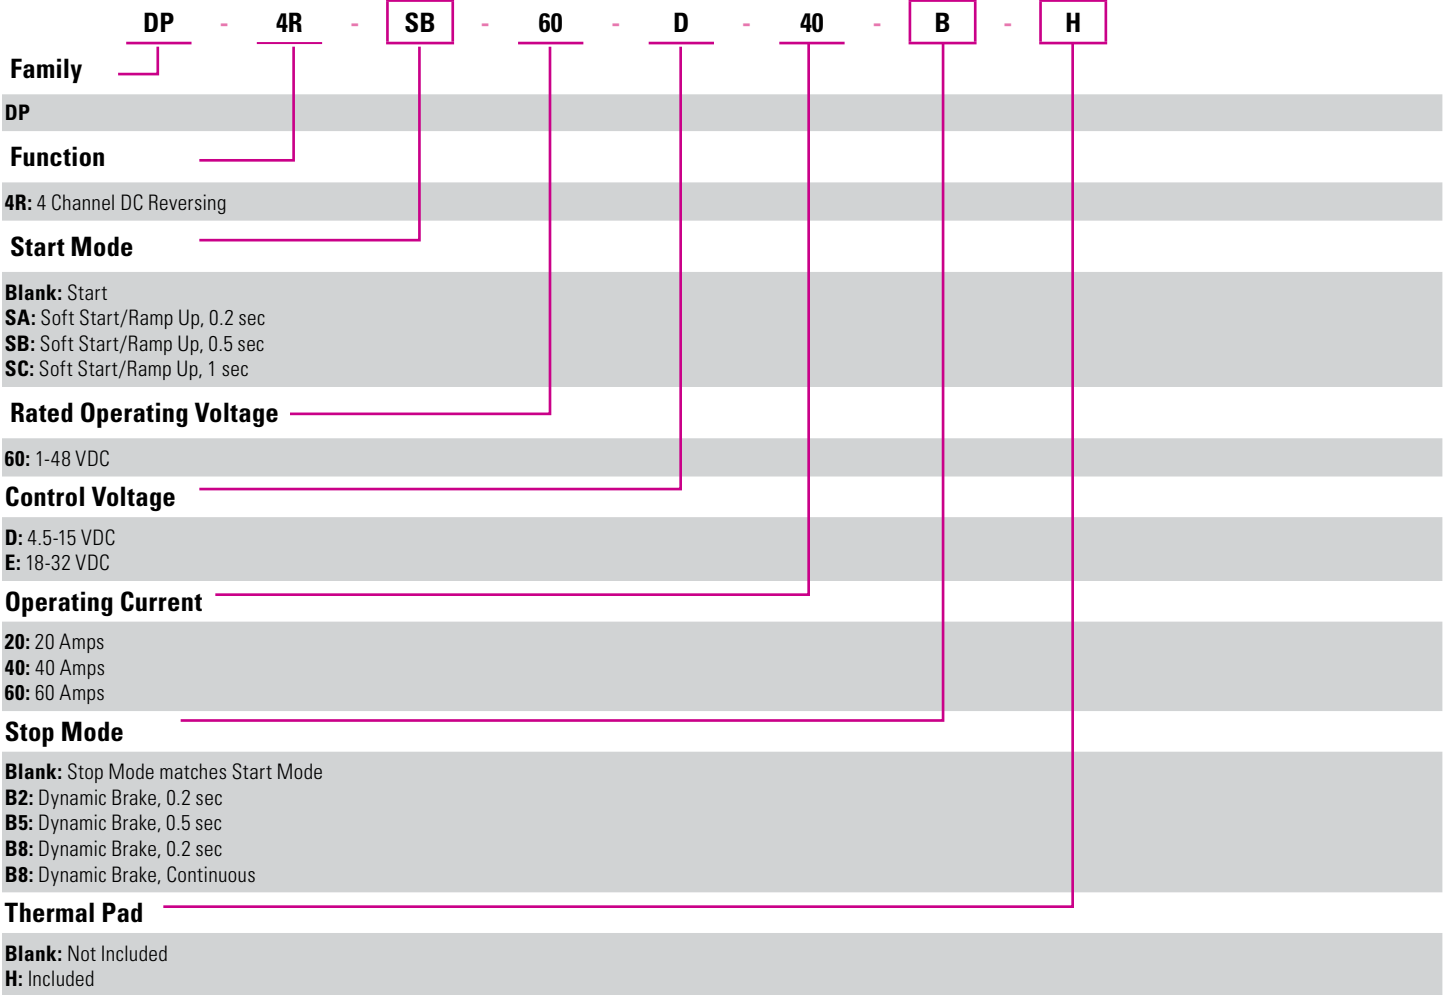 DP - 4R - SB - 60 - D - 40 - B - H
Family
DP
Function
4R: 4 Channel DC Reversing
Start Mode
Blank: Start
SA: Soft Start/Ramp Up, 0.2 sec
SB: Soft Start/Ramp Up, 0.5 sec
SC: Soft Start/Ramp Up, 1 sec
Rated Operating Voltage
60: 1-48 VDC
Control Voltage
D: 4.5-15 VDC
E: 18-32 VDC
Operating Current
20: 20 Amps
40: 40 Amps
60: 60 Amps
Stop Mode
Blank: Stop Mode matches Start Mode
B2: Dynamic Brake, 0.2 sec
B5: Dynamic Brake, 0.5 sec
B8: Dynamic Brake, 0.2 sec
B8: Dynamic Brake, Continuous
Thermal Pad
Blank: Not Included
H: Included